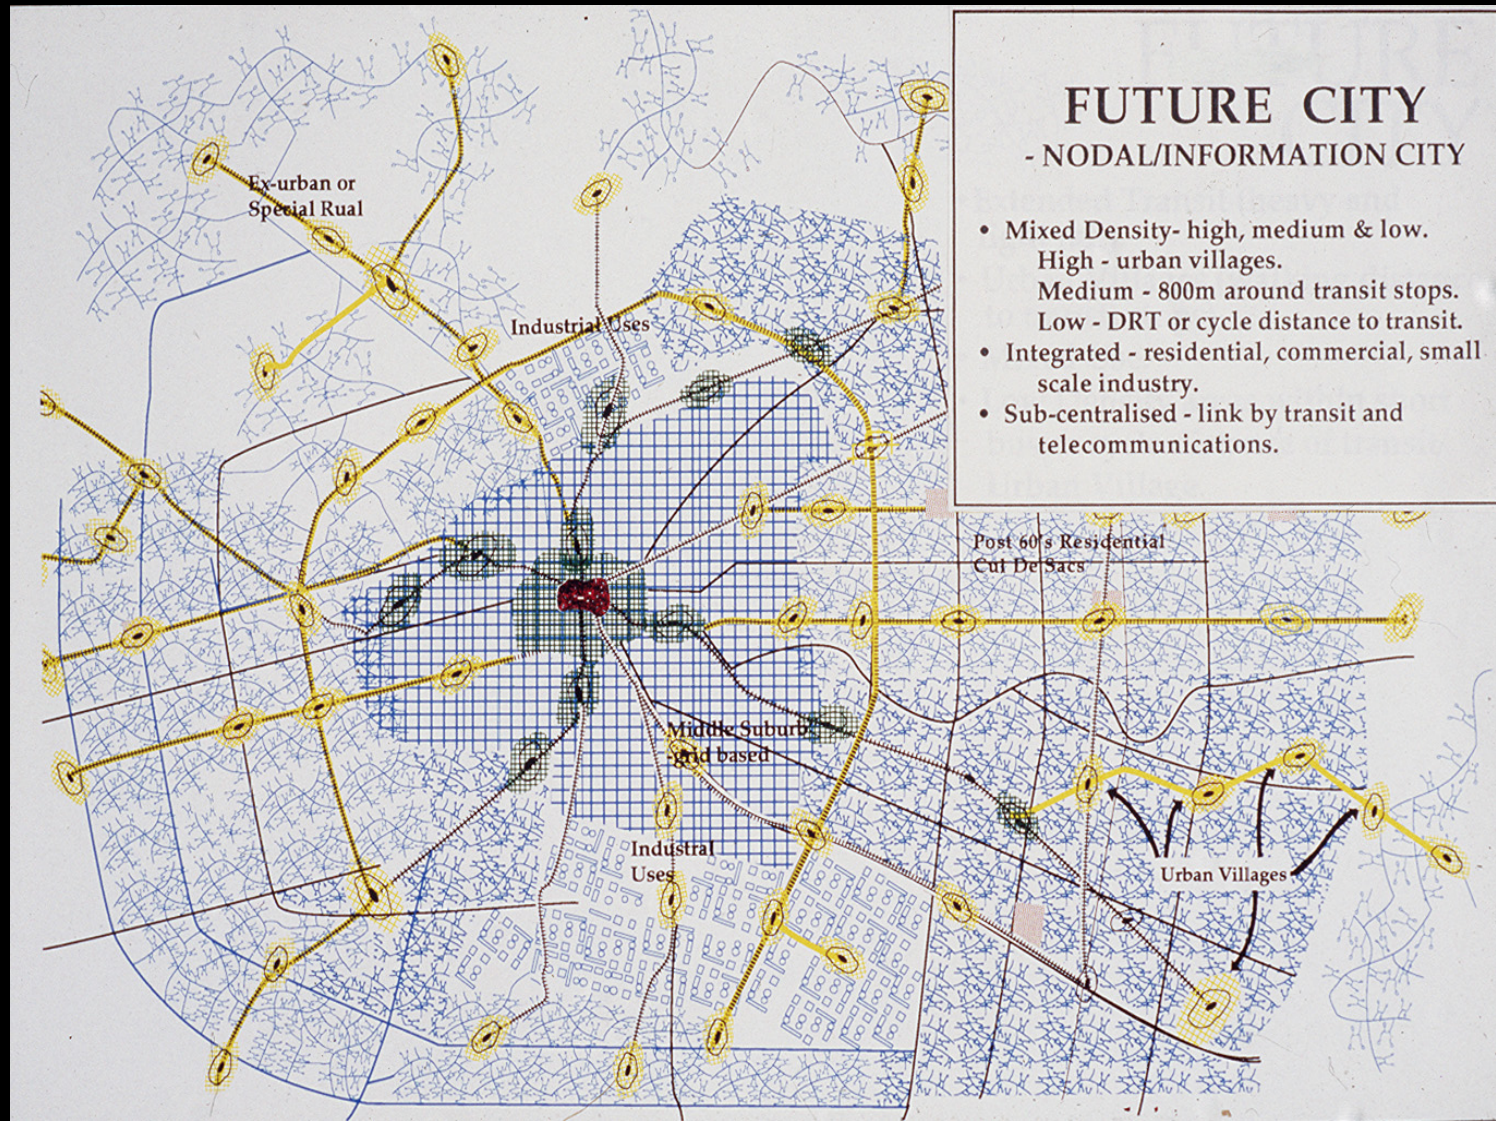 FUTURE CITY
- NODAL/INFORMATION CITY
• Mixed Density- high, medium & low.
High - urban villages.
Medium - 800m around transit stops.
Low - DRT or cycle distance to transit.
• Integrated - residential, commercial, small
scale industry.
• Sub-centralised - link by transit and
telecommunications.
Ex-urban or
Special Rual
Industrial Uses
Post 60's Residential
Cul De Sacs
Middle Suburb
-grid based
Industral
Uses
Urban Villages